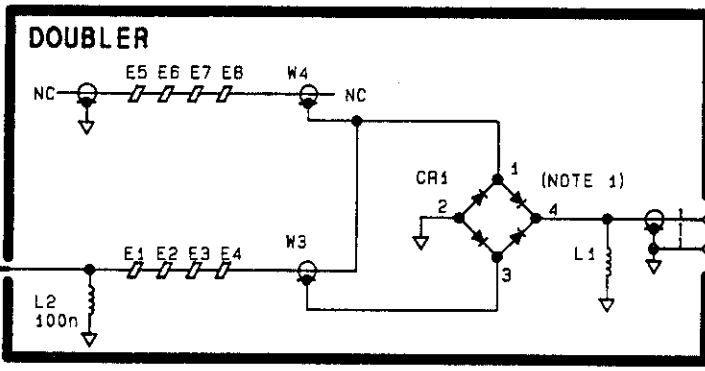 DOUBLER
E5 E6 E7 E8 W4
NC NC
CR1 1 (NOTE 1)
2 4
E1 E2 E3 E4 W3
3 L1
L2
100n